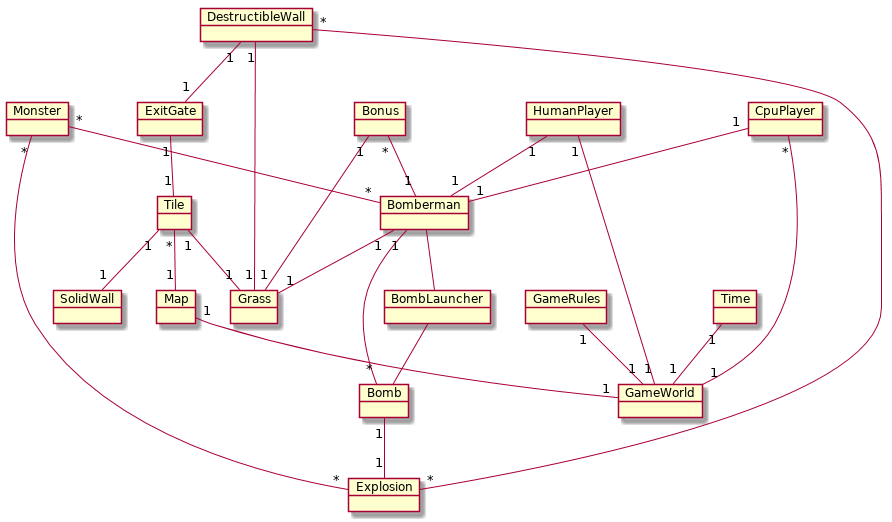 DestructibleWall
*
1 1
1
Monster
ExitGate
Bonus
HumanPlayer
CpuPlayer
* 1
* 1 1 * 1 1 *
1 1 1 * 1
Tile
Bomberman
1 * 1 1 1
1 1 1 1 1 1
SolidWall
Map
Grass
BombLauncher
GameRules
Time
1
1 1
* 1 1 1 1
Bomb
GameWorld
1
1
1
* *
Explosion